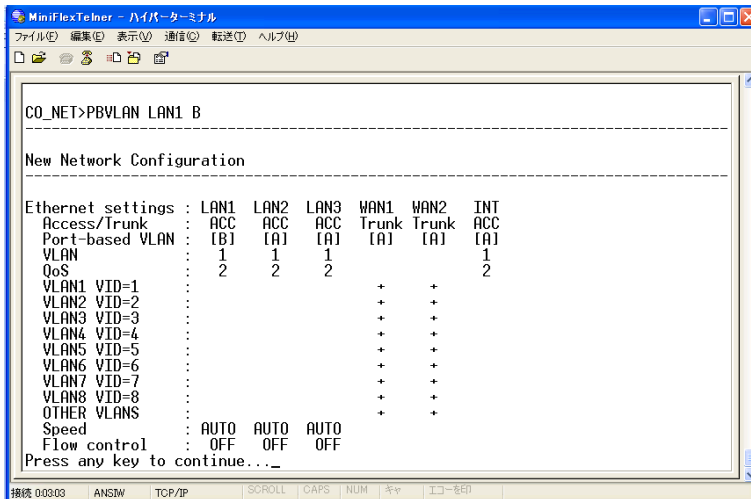 MiniFlexTelner - ハイパーターミナル
ファイル(F) 編集(E) 表示(V) 通信(C) 転送(T) ヘルプ(H)
CO_NET>PBVLAN LAN1 B
--------------------------------------------------------------------------------
New Network Configuration
--------------------------------------------------------------------------------
Ethernet settings : LAN1 LAN2 LAN3 WAN1 WAN2 INT
Access/Trunk : ACC ACC ACC Trunk Trunk ACC
Port-based VLAN : [B] [A] [A] [A] [A] [A]
VLAN : 1 1 1 1
QoS : 2 2 2 2
VLAN1 VID=1 : + +
VLAN2 VID=2 : + +
VLAN3 VID=3 : + +
VLAN4 VID=4 : + +
VLAN5 VID=5 : + +
VLAN6 VID=6 : + +
VLAN7 VID=7 : + +
VLAN8 VID=8 : + +
OTHER VLANS : + +
Speed : AUTO AUTO AUTO
Flow control : OFF OFF OFF
Press any key to continue..._
接続 0:03:03 ANSIW TCP/IP SCROLL CAPS NUM キャ エコーを印